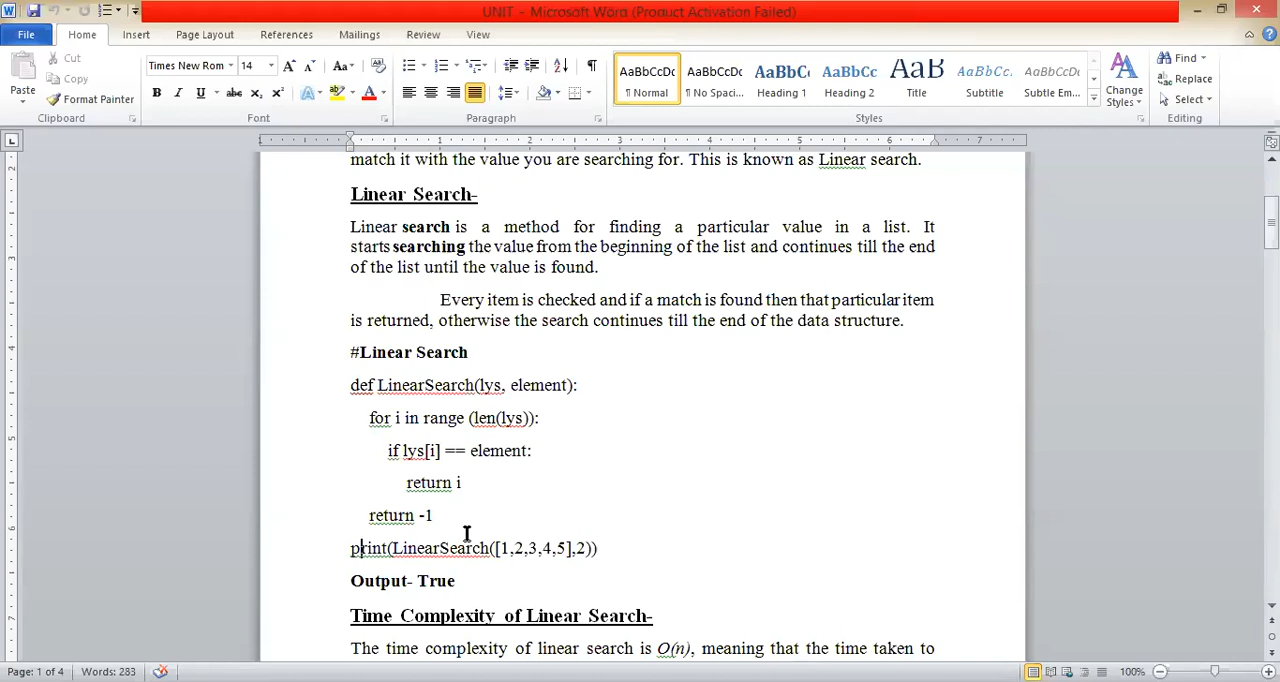 UNIT - Microsoft Word (Product Activation Failed)
File Home Insert Page Layout References Mailings Review View
Paste
Cut
Copy
Format Painter
Clipboard
Times New Rom 14
Font
Paragraph
AaBbCcDc AaBbCcDc AaBbCc AaBbCc AaB AaBbCc. AaBbCcDc
¶ Normal ¶ No Spaci... Heading 1 Heading 2 Title Subtitle Subtle Em...
Change
Styles
Styles
Find
Replace
Select
Editing
match it with the value you are searching for. This is known as Linear search.
Linear Search-
Linear search is a method for finding a particular value in a list. It
starts searching the value from the beginning of the list and continues till the end
of the list until the value is found.
Every item is checked and if a match is found then that particular item
is returned, otherwise the search continues till the end of the data structure.
#Linear Search
def LinearSearch(lys, element):
for i in range (len(lys)):
if lys[i] == element:
return i
return -1
print(LinearSearch([1,2,3,4,5],2))
Output- True
Time Complexity of Linear Search-
The time complexity of linear search is O(n), meaning that the time taken to
Page: 1 of 4 Words: 283 100%